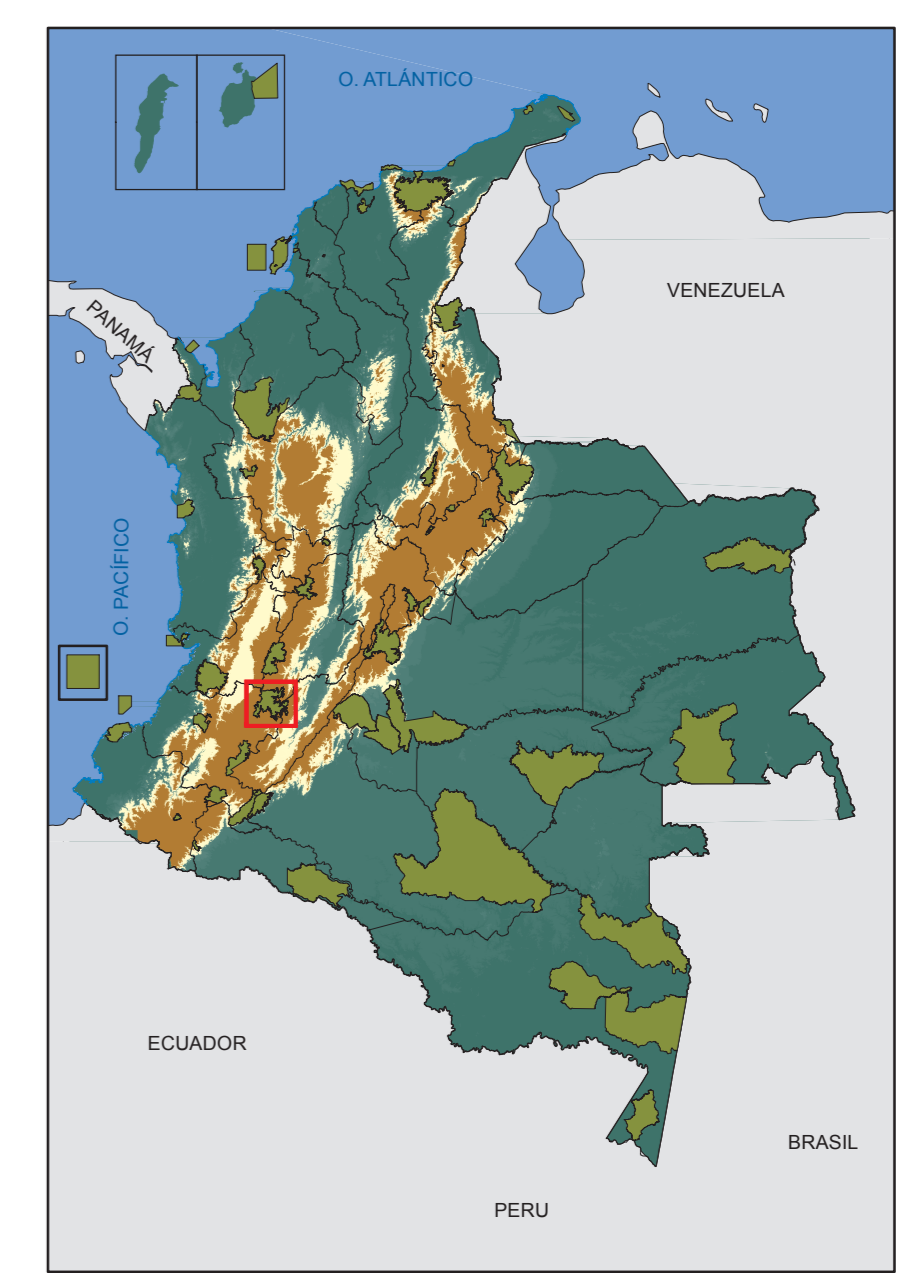 O. ATLÁNTICO
VENEZUELA
PANAMÁ
O. PACÍFICO
ECUADOR
BRASIL
PERU